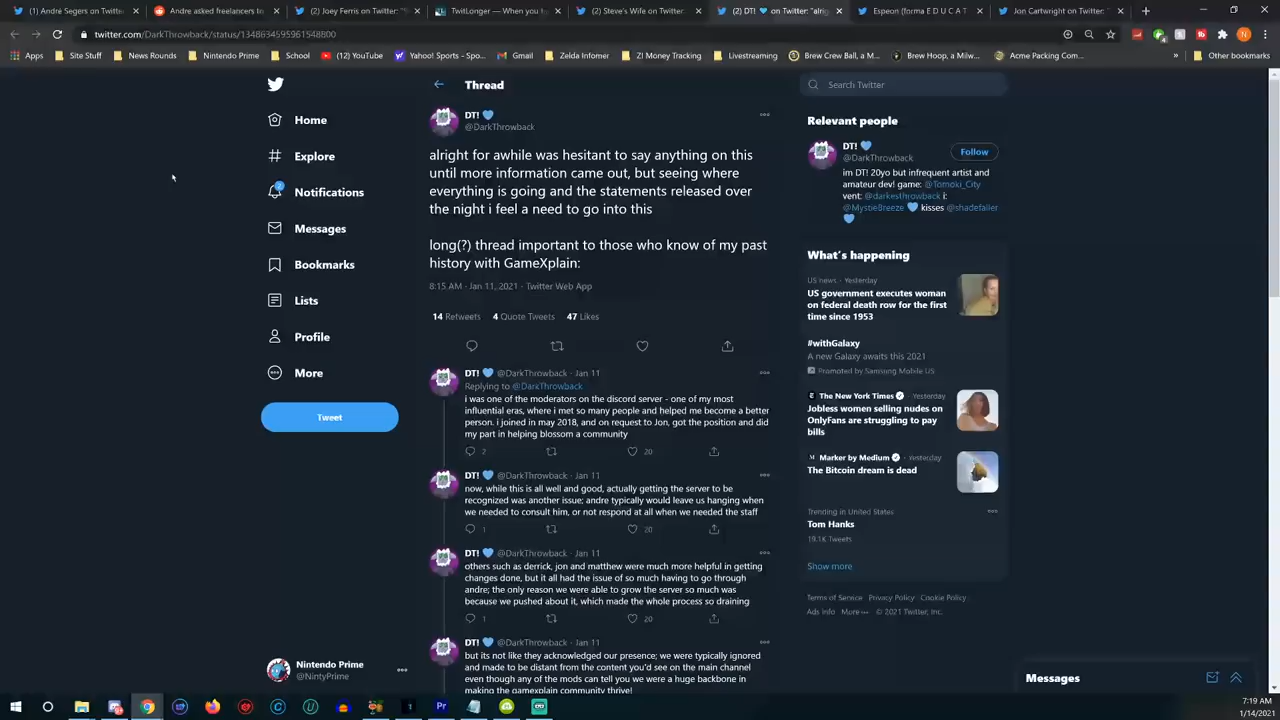 (1) Andre Segers on Twitter:
Andre asked freelancers to
(2) Joey Ferris on Twitter:
TwitLonger — When you t
(2) Steve's Wife on Twitter:
(2) DT! 💙 on Twitter: "alrig
Espeon (forma E D U C A T
Jon Cartwright on Twitter:
twitter.com/DarkThrowback/status/1348634595951548800
Apps
Site Stuff
News Rounds
Nintendo Prime
School
(12) YouTube
Yahoo! Sports - Spo...
Gmail
Zelda Informer
ZI Money Tracking
Livestreaming
Brew Crew Ball, a M...
Brew Hoop, a Milw...
Acme Packing Com...
»
Other bookmarks
Home
Explore
2
Notifications
Messages
Bookmarks
Lists
Profile
More
Tweet
Nintendo Prime
@NintyPrime
Thread
DT! 💙
@DarkThrowback
alright for awhile was hesitant to say anything on this
until more information came out, but seeing where
everything is going and the statements released over
the night i feel a need to go into this
long(?) thread important to those who know of my past
history with GameXplain:
8:15 AM · Jan 11, 2021 · Twitter Web App
14 Retweets 4 Quote Tweets 47 Likes
DT! 💙 @DarkThrowback · Jan 11
Replying to @DarkThrowback
i was one of the moderators on the discord server - one of my most
influential eras, where i met so many people and helped me become a better
person. i joined in may 2018, and on request to Jon, got the position and did
my part in helping blossom a community
2 20
DT! 💙 @DarkThrowback · Jan 11
now, while this is all well and good, actually getting the server to be
recognized was another issue; andre typically would leave us hanging when
we needed to consult him, or not respond at all when we needed the staff
1 20
DT! 💙 @DarkThrowback · Jan 11
others such as derrick, jon and matthew were much more helpful in getting
changes done, but it all had the issue of so much having to go through
andre; the only reason we were able to grow the server so much was
because we pushed about it, which made the whole process so draining
1 20
DT! 💙 @DarkThrowback · Jan 11
but its not like they acknowledged our presence; we were typically ignored
and made to be distant from the content you'd see on the main channel
even though any of the mods can tell you we were a huge backbone in
making the gamexplain community thrive!
Search Twitter
Relevant people
DT! 💙
@DarkThrowback
Follow
im DT! 20yo but infrequent artist and
amateur dev! game: @Tomoki_City
vent: @darkesthrowback i:
@MystieBreeze 💙 kisses @shadefaller
💙
What's happening
US news · Yesterday
US government executes woman
on federal death row for the first
time since 1953
#withGalaxy
A new Galaxy awaits this 2021
Promoted by Samsung Mobile US
The New York Times · Yesterday
Jobless women selling nudes on
OnlyFans are struggling to pay
bills
Marker by Medium · Yesterday
The Bitcoin dream is dead
Trending in United States
Tom Hanks
19.1K Tweets
Show more
Terms of Service Privacy Policy Cookie Policy
Ads info More ··· © 2021 Twitter, Inc.
Messages
7:19 AM
1/14/2021